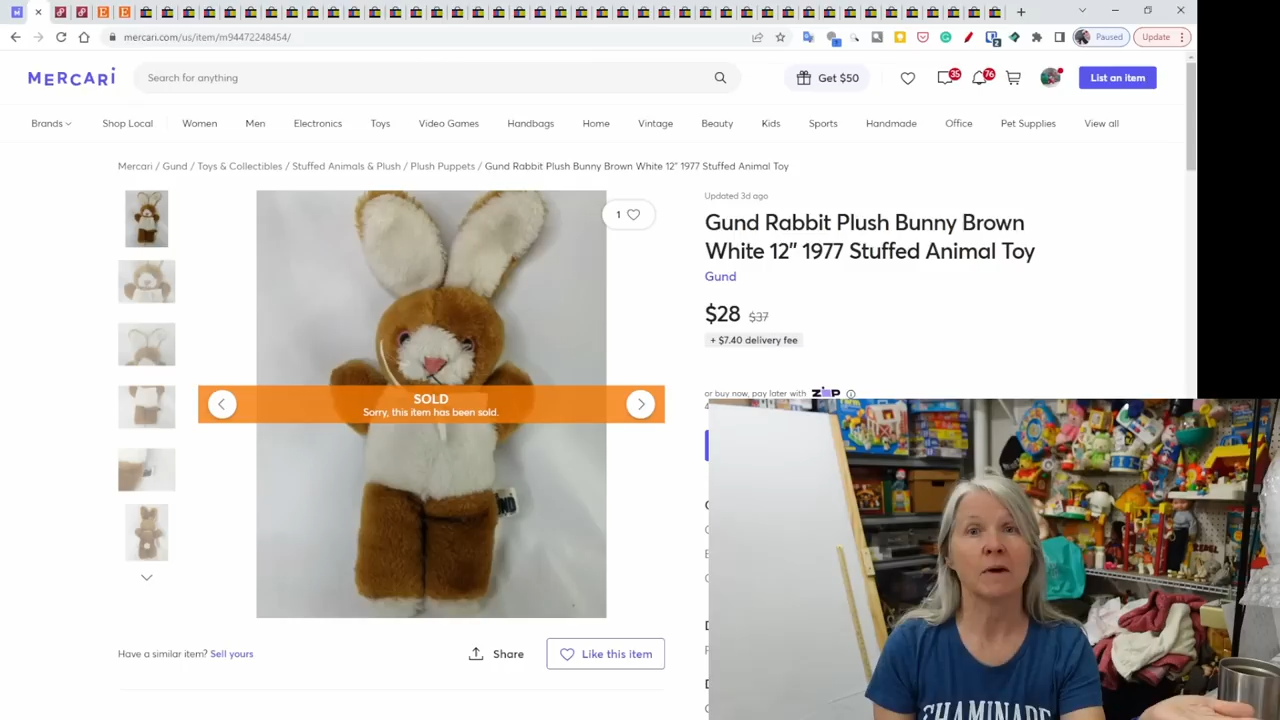 mercari.com/us/item/m94472248454/
Paused
Update
MERCARI
Search for anything
Get $50
35
76
List an item
Brands
Shop Local
Women
Men
Electronics
Toys
Video Games
Handbags
Home
Vintage
Beauty
Kids
Sports
Handmade
Office
Pet Supplies
View all
Mercari / Gund / Toys & Collectibles / Stuffed Animals & Plush / Plush Puppets / Gund Rabbit Plush Bunny Brown White 12" 1977 Stuffed Animal Toy
1
Updated 3d ago
Gund Rabbit Plush Bunny Brown
White 12" 1977 Stuffed Animal Toy
Gund
$28 $37
+ $7.40 delivery fee
or buy now, pay later with ZIP
SOLD
Sorry, this item has been sold.
Have a similar item? Sell yours
Share
Like this item
CHAMINADE